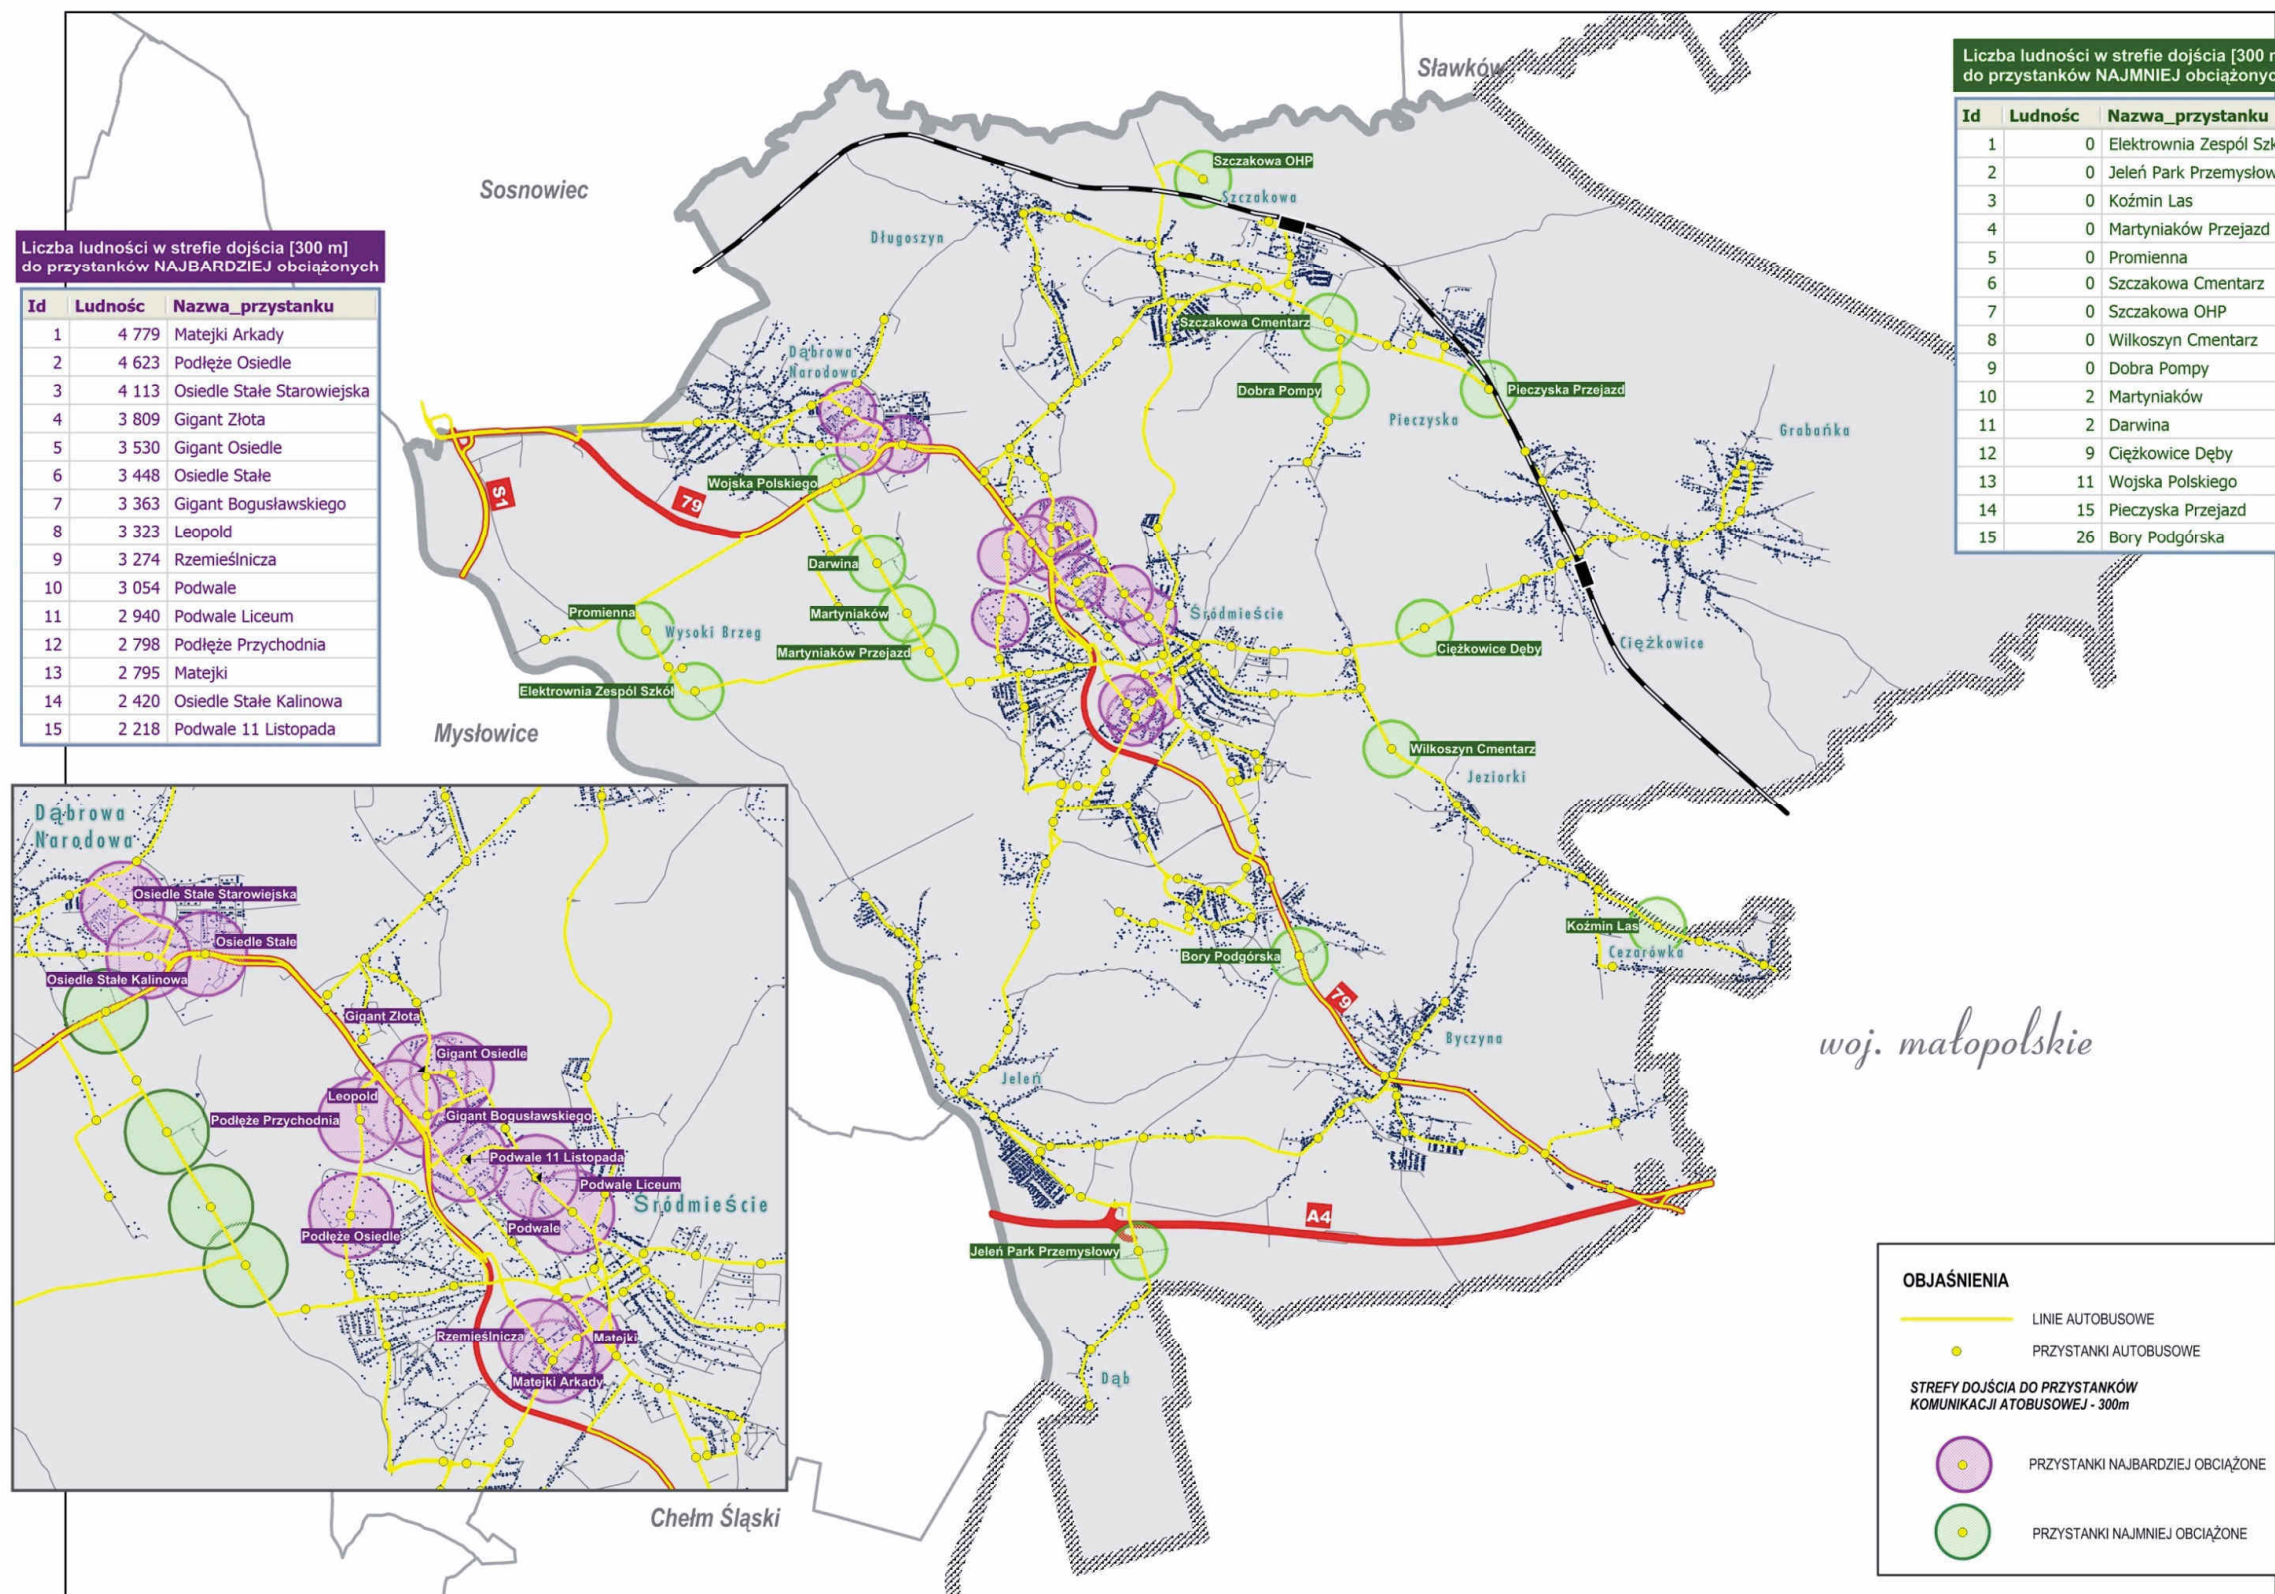 Liczba ludności w strefie dojścia [300 m]
do przystanków NAJBARDZIEJ obciążonych
Id Ludnośc Nazwa_przystanku
1 4 779 Matejki Arkady
2 4 623 Podłęże Osiedle
3 4 113 Osiedle Stałe Starowiejska
4 3 809 Gigant Złota
5 3 530 Gigant Osiedle
6 3 448 Osiedle Stałe
7 3 363 Gigant Bogusławskiego
8 3 323 Leopold
9 3 274 Rzemieślnicza
10 3 054 Podwale
11 2 940 Podwale Liceum
12 2 798 Podłęże Przychodnia
13 2 795 Matejki
14 2 420 Osiedle Stałe Kalinowa
15 2 218 Podwale 11 Listopada
Liczba ludności w strefie dojścia [300
do przystanków NAJMNIEJ obciążonyc
Id Ludnośc Nazwa_przystanku
1 0 Elektrownia Zespól Szk
2 0 Jeleń Park Przemysłow
3 0 Koźmin Las
4 0 Martyniaków Przejazd
5 0 Promienna
6 0 Szczakowa Cmentarz
7 0 Szczakowa OHP
8 0 Wilkoszyn Cmentarz
9 0 Dobra Pompy
10 2 Martyniaków
11 2 Darwina
12 9 Ciężkowice Dęby
13 11 Wojska Polskiego
14 15 Pieczyska Przejazd
15 26 Bory Podgórska
Sławków
Sosnowiec
Szczakowa OHP
Szczakowa
Długoszyn
Szczakowa Cmentarz
Dąbrowa
Narodowa
Dobra Pompy
Pieczyska Przejazd
Pieczyska
Grabańka
S1
79
Wojska Polskiego
Darwina
Promienna
Martyniaków
Wysoki Brzeg
Śródmieście
Martyniaków Przejazd
Ciężkowice Dęby
Ciężkowice
Elektrownia Zespół Szkół
Mysłowice
Wilkoszyn Cmentarz
Jeziorki
Koźmin Las
Cezarówka
Bory Podgórska
79
Byczyna
woj. małopolskie
Jeleń
A4
Jeleń Park Przemysłowy
Dąb
Chełm Śląski
Dąbrowa
Narodowa
Osiedle Stałe Starowiejska
Osiedle Stałe
Osiedle Stałe Kalinowa
Gigant Złota
Gigant Osiedle
Leopold
Podłęże Przychodnia
Gigant Bogusławskiego
Podwale 11 Listopada
Podwale Liceum
Śródmieście
Podwale
Podłęże Osiedle
Rzemieślnicza
Matejki
Matejki Arkady
OBJAŚNIENIA
LINIE AUTOBUSOWE
PRZYSTANKI AUTOBUSOWE
STREFY DOJŚCIA DO PRZYSTANKÓW
KOMUNIKACJI ATOBUSOWEJ - 300m
PRZYSTANKI NAJBARDZIEJ OBCIĄŻONE
PRZYSTANKI NAJMNIEJ OBCIĄŻONE